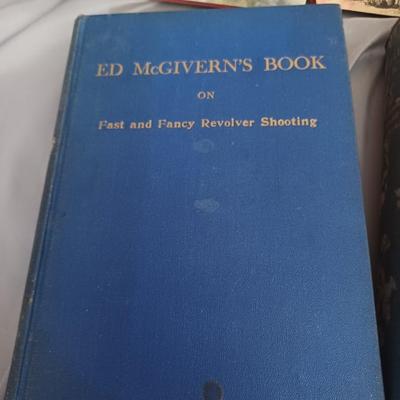 ED McGIVERN'S BOOK
ON
Fast and Fancy Revolver Shooting